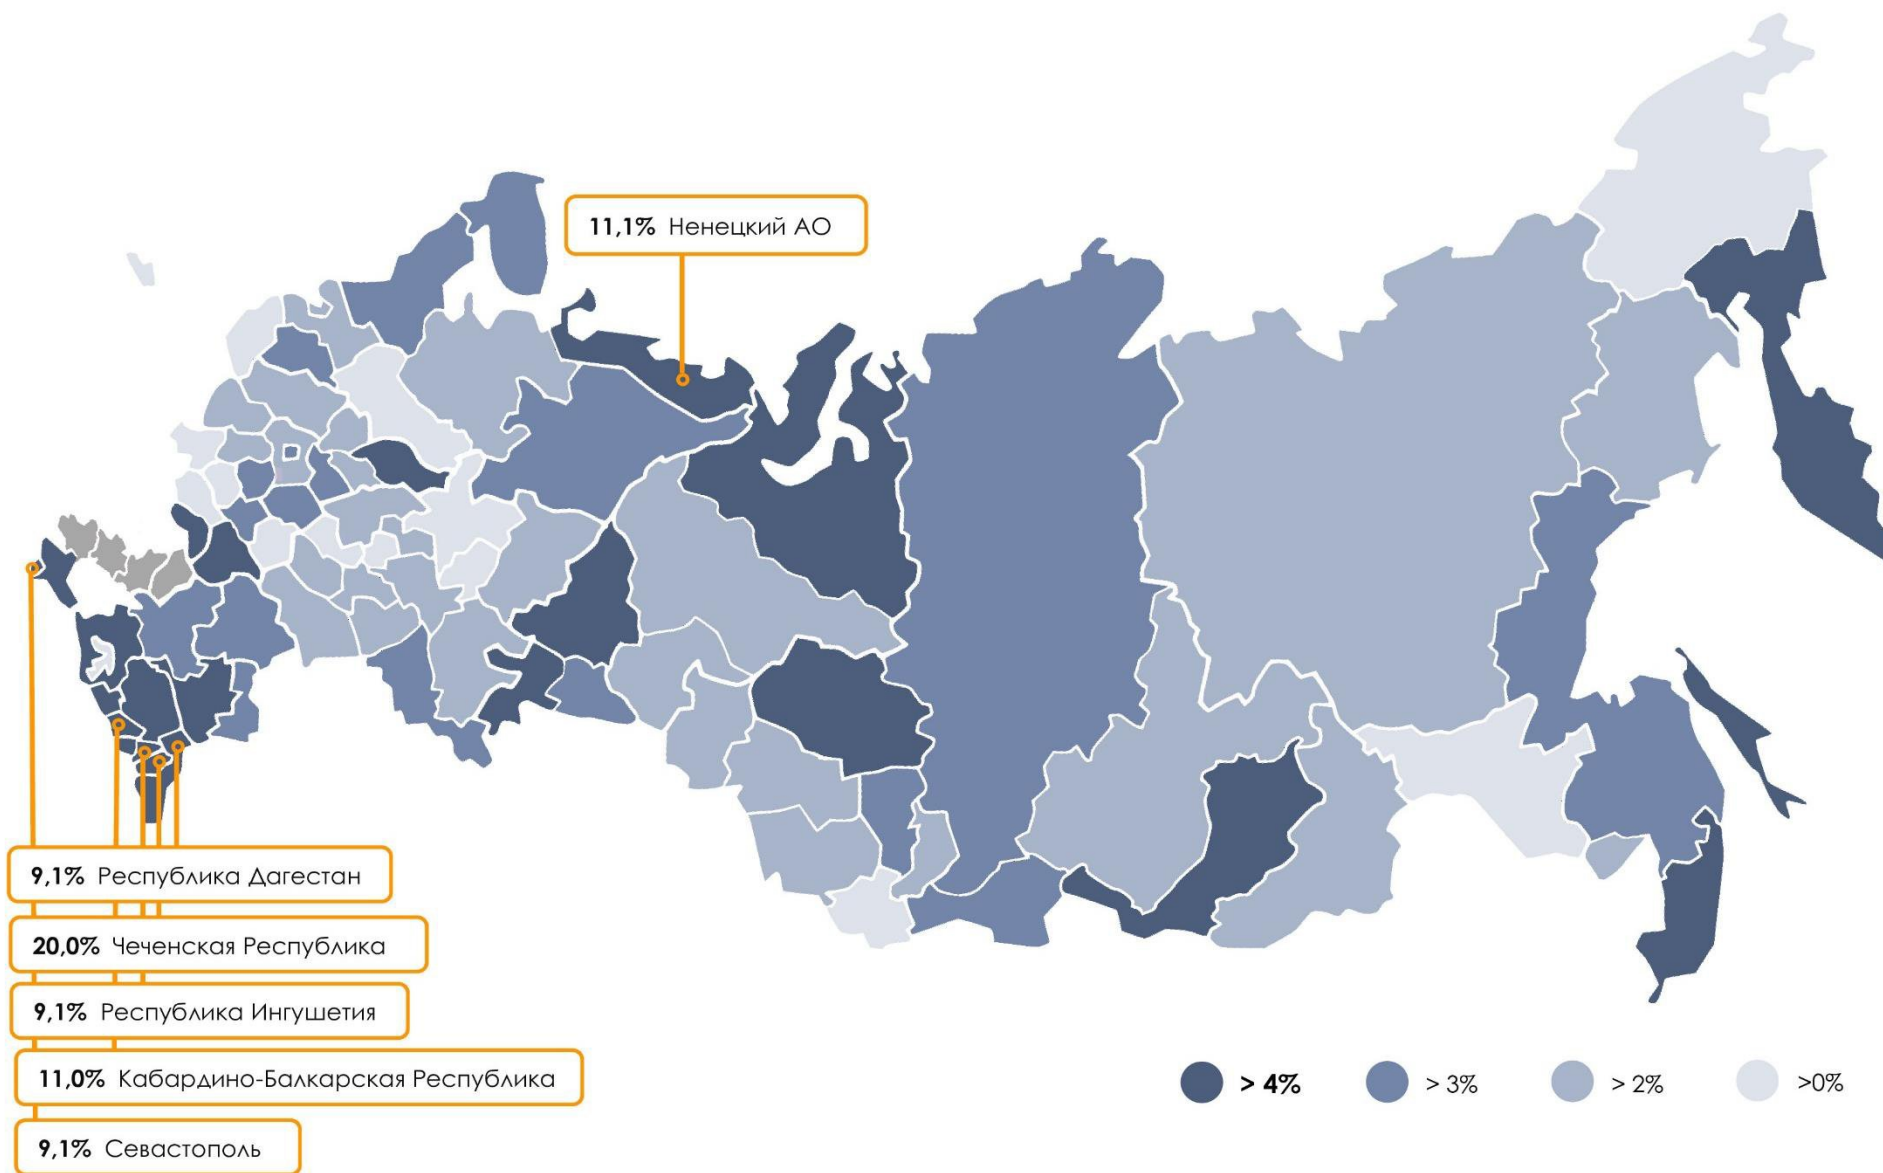 11,1% Ненецкий АО
9,1% Республика Дагестан
20,0% Чеченская Республика
9,1% Республика Ингушетия
11,0% Кабардино-Балкарская Республика
9,1% Севастополь
> 4%
> 3%
> 2%
>0%